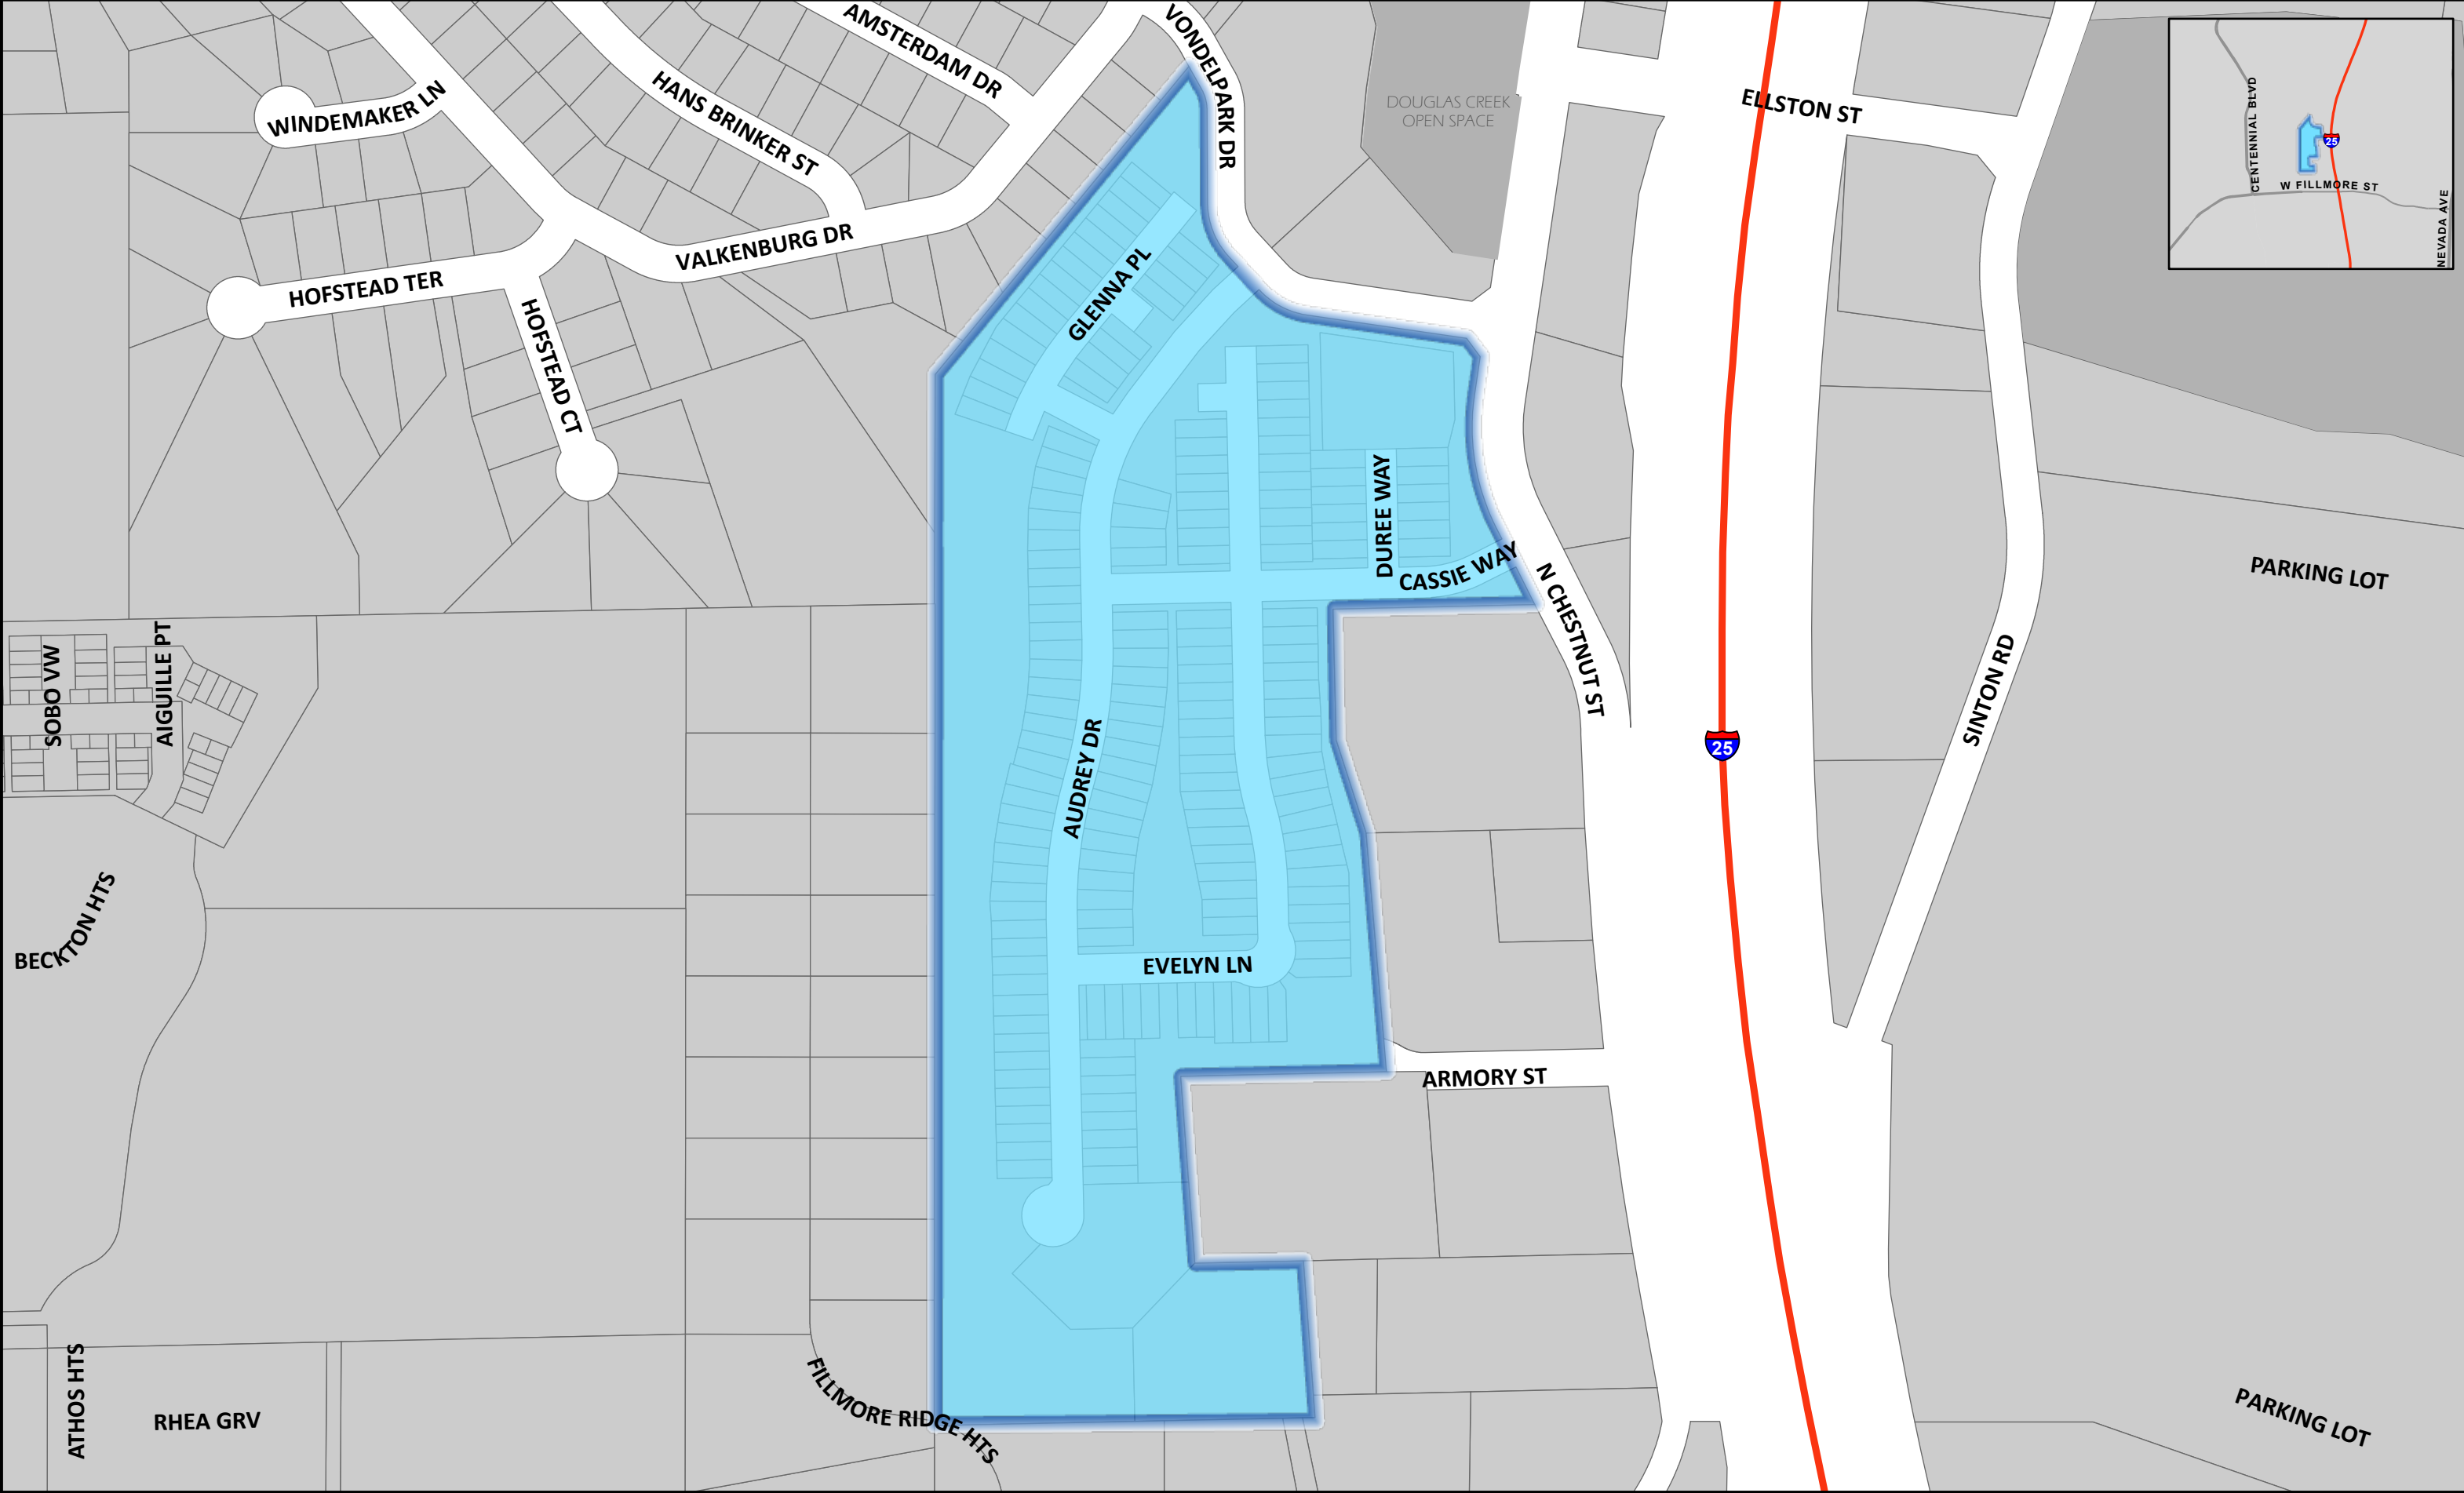 AMSTERDAM DR
VONDELPARK DR
HANS BRINKER ST
WINDEMAKER LN
DOUGLAS CREEK
OPEN SPACE
ELLSTON ST
CENTENNIAL BLVD
25
W FILLMORE ST
NEVADA AVE
VALKENBURG DR
HOFSTEAD TER
GLENNA PL
HOFSTEAD CT
DUREE WAY
CASSIE WAY
N CHESTNUT ST
PARKING LOT
SOBO VW
AIGUILLE PT
SINTON RD
25
AUDREY DR
BECKTON HTS
EVELYN LN
ARMORY ST
ATHOS HTS
RHEA GRV
FILLMORE RIDGE HTS
PARKING LOT